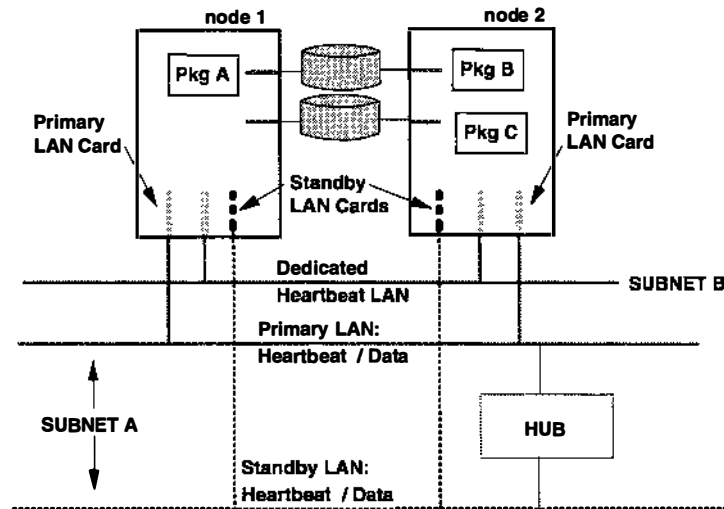 node 1
node 2
Pkg A
Pkg B
Pkg C
Primary
LAN Card
Primary
LAN Card
Standby
LAN Cards
Dedicated
Heartbeat LAN
SUBNET B
Primary LAN:
Heartbeat / Data
SUBNET A
HUB
Standby LAN:
Heartbeat / Data